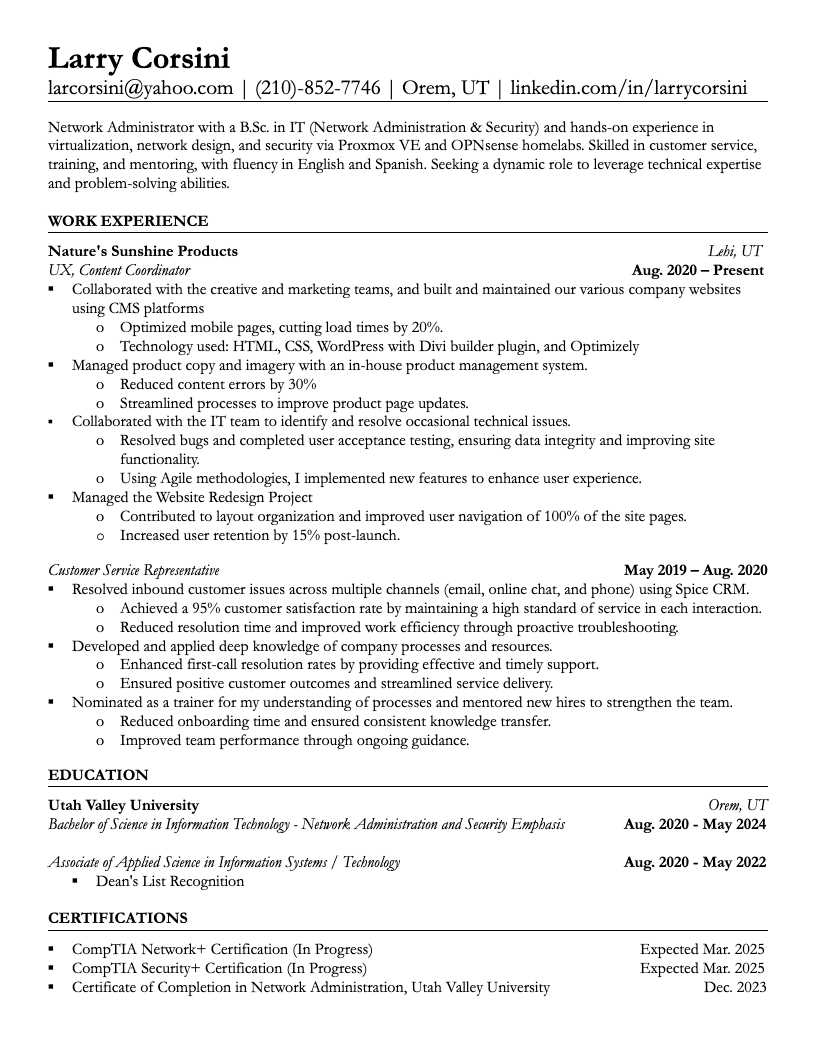 Larry Corsini
larcorsini@yahoo.com | (210)-852-7746 | Orem, UT | linkedin.com/in/larrycorsini
Network Administrator with a B.Sc. in IT (Network Administration & Security) and hands-on experience in
virtualization, network design, and security via Proxmox VE and OPNsense homelabs. Skilled in customer service,
training, and mentoring, with fluency in English and Spanish. Seeking a dynamic role to leverage technical expertise
and problem-solving abilities.
WORK EXPERIENCE
Nature's Sunshine Products Lehi, UT
UX, Content Coordinator Aug. 2020 – Present
▪ Collaborated with the creative and marketing teams, and built and maintained our various company websites
using CMS platforms
o Optimized mobile pages, cutting load times by 20%.
o Technology used: HTML, CSS, WordPress with Divi builder plugin, and Optimizely
▪ Managed product copy and imagery with an in-house product management system.
o Reduced content errors by 30%
o Streamlined processes to improve product page updates.
▪ Collaborated with the IT team to identify and resolve occasional technical issues.
o Resolved bugs and completed user acceptance testing, ensuring data integrity and improving site
functionality.
o Using Agile methodologies, I implemented new features to enhance user experience.
▪ Managed the Website Redesign Project
o Contributed to layout organization and improved user navigation of 100% of the site pages.
o Increased user retention by 15% post-launch.
Customer Service Representative May 2019 – Aug. 2020
▪ Resolved inbound customer issues across multiple channels (email, online chat, and phone) using Spice CRM.
o Achieved a 95% customer satisfaction rate by maintaining a high standard of service in each interaction.
o Reduced resolution time and improved work efficiency through proactive troubleshooting.
▪ Developed and applied deep knowledge of company processes and resources.
o Enhanced first-call resolution rates by providing effective and timely support.
o Ensured positive customer outcomes and streamlined service delivery.
▪ Nominated as a trainer for my understanding of processes and mentored new hires to strengthen the team.
o Reduced onboarding time and ensured consistent knowledge transfer.
o Improved team performance through ongoing guidance.
EDUCATION
Utah Valley University Orem, UT
Bachelor of Science in Information Technology - Network Administration and Security Emphasis Aug. 2020 - May 2024
Associate of Applied Science in Information Systems / Technology Aug. 2020 - May 2022
▪ Dean's List Recognition
CERTIFICATIONS
▪ CompTIA Network+ Certification (In Progress) Expected Mar. 2025
▪ CompTIA Security+ Certification (In Progress) Expected Mar. 2025
▪ Certificate of Completion in Network Administration, Utah Valley University Dec. 2023